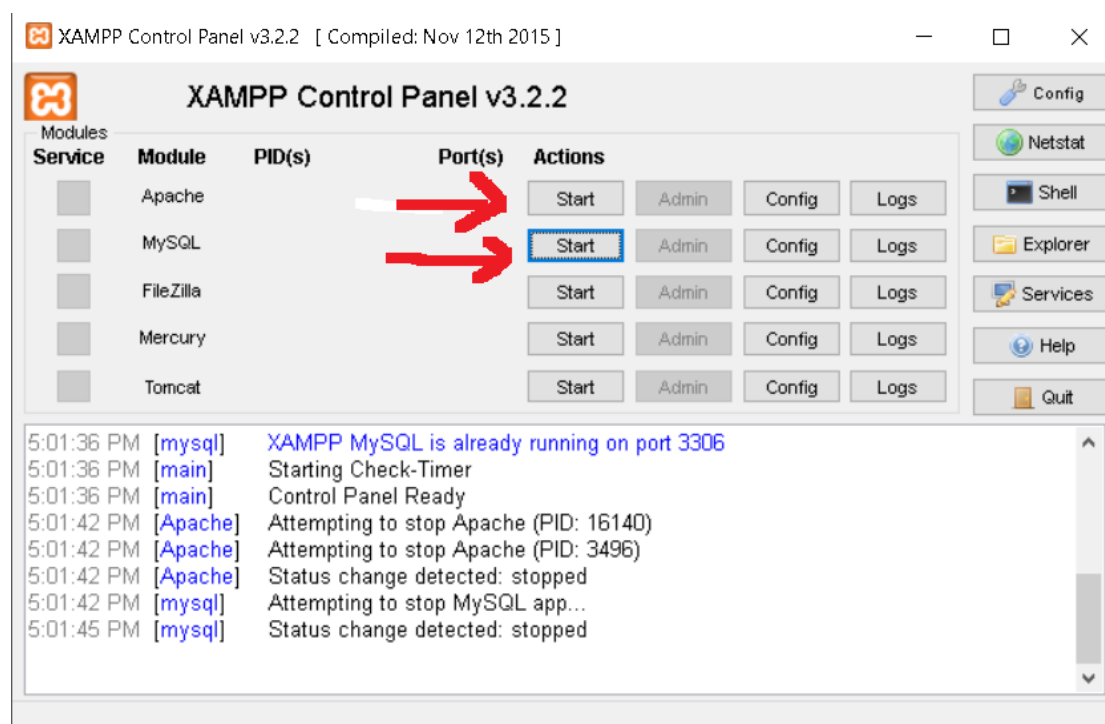 XAMPP Control Panel v3.2.2 [ Compiled: Nov 12th 2015 ]
XAMPP Control Panel v3.2.2
Config
Modules
Service Module PID(s) Port(s) Actions
Netstat
Apache Start Admin Config Logs
Shell
MySQL Start Admin Config Logs
Explorer
FileZilla Start Admin Config Logs
Services
Mercury Start Admin Config Logs
Help
Tomcat Start Admin Config Logs
Quit
5:01:36 PM [mysql] XAMPP MySQL is already running on port 3306
5:01:36 PM [main] Starting Check-Timer
5:01:36 PM [main] Control Panel Ready
5:01:42 PM [Apache] Attempting to stop Apache (PID: 16140)
5:01:42 PM [Apache] Attempting to stop Apache (PID: 3496)
5:01:42 PM [Apache] Status change detected: stopped
5:01:42 PM [mysql] Attempting to stop MySQL app...
5:01:45 PM [mysql] Status change detected: stopped